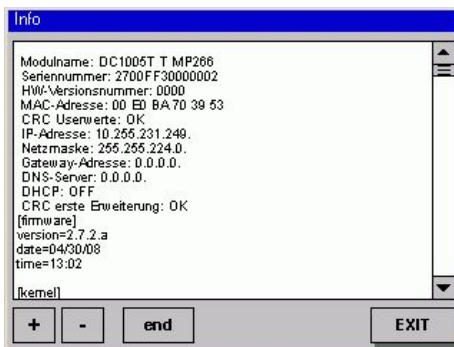 Info
Modulname: DC1005T T MP266
Seriennummer: 2700FF30000002
HW-Versionsnummer: 0000
MAC-Adresse: 00 E0 BA 70 39 53
CRC Userwerte: OK
IP-Adresse: 10.255.231.249.
Netzmaske: 255.255.224.0.
Gateway-Adresse: 0.0.0.0.
DNS-Server: 0.0.0.0.
DHCP: OFF
CRC erste Erweiterung: OK
[firmware]
version=2.7.2.a
date=04/30/08
time=13:02
[kernel]
+ - end EXIT